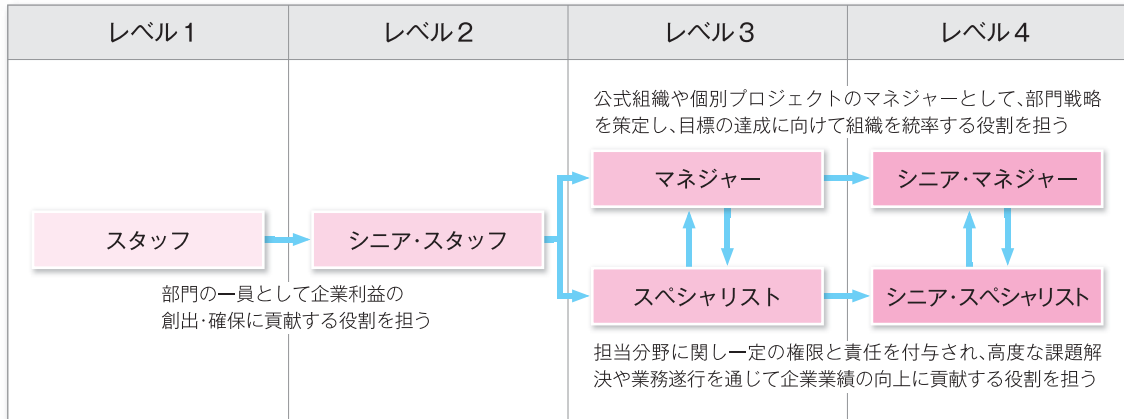 レベル1
レベル2
レベル3
レベル4
公式組織や個別プロジェクトのマネジャーとして、部門戦略
を策定し、目標の達成に向けて組織を統率する役割を担う
マネジャー
シニア・マネジャー
スタッフ
シニア・スタッフ
部門の一員として企業利益の
創出・確保に貢献する役割を担う
スペシャリスト
シニア・スペシャリスト
担当分野に関し一定の権限と責任を付与され、高度な課題解
決や業務遂行を通じて企業業績の向上に貢献する役割を担う